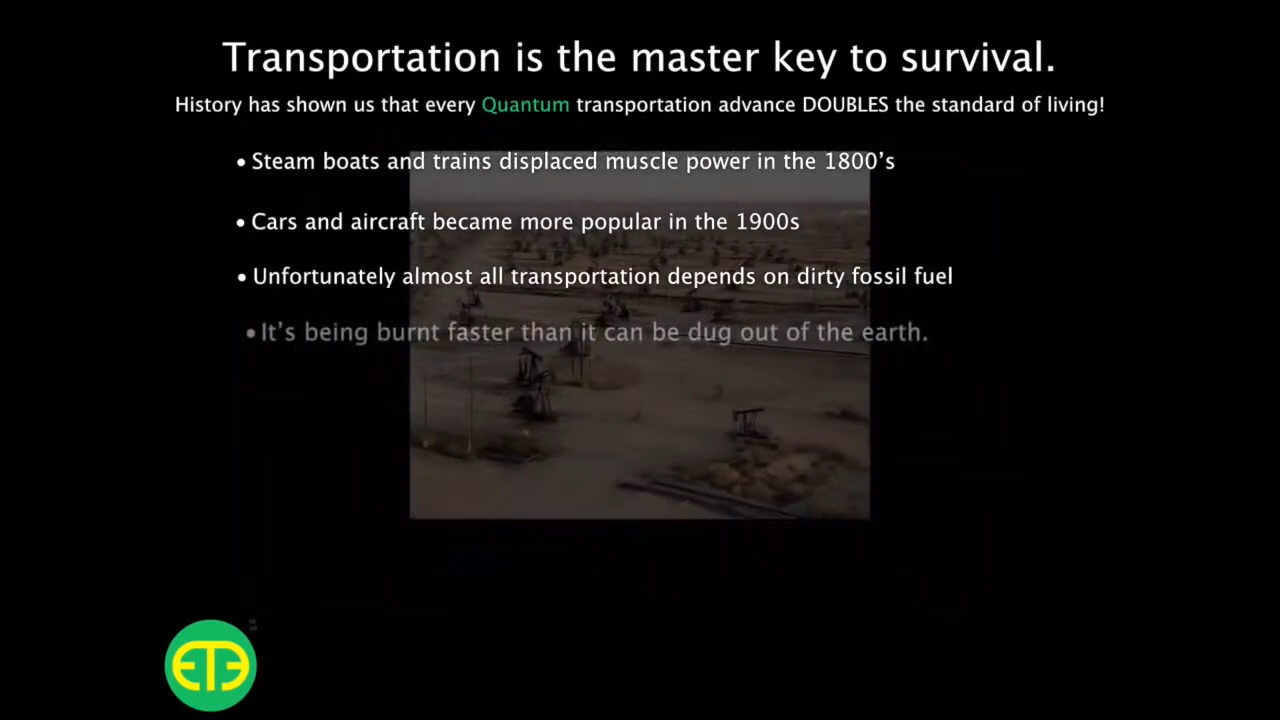 Transportation is the master key to survival.
History has shown us that every Quantum transportation advance DOUBLES the standard of living!
• Steam boats and trains displaced muscle power in the 1800’s
• Cars and aircraft became more popular in the 1900s
• Unfortunately almost all transportation depends on dirty fossil fuel
• It’s being burnt faster than it can be dug out of the earth.